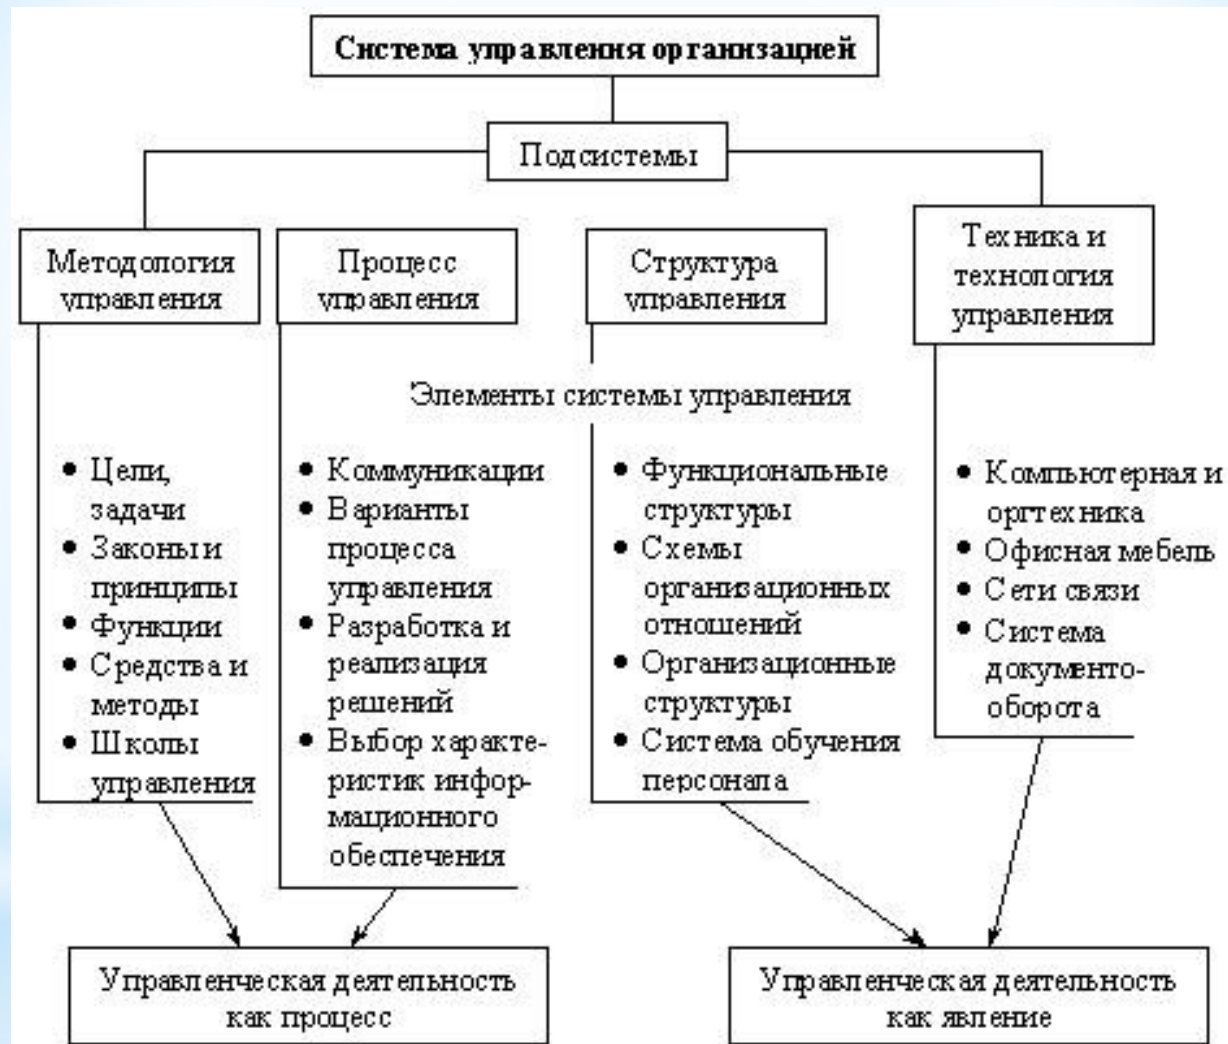 Система управления организацией
Подсистемы
Методология
управления
Процесс
управления
Структура
управления
Техника и
технология
управления
Элементы системы управления
• Цели,
задачи
• Законы и
принципы
• Функции
• Средства и
методы
• Школы
управления
• Коммуникации
• Варианты
процесса
управления
• Разработка и
реализация
решений
• Выбор характе-
ристик инфор-
мационного
обеспечения
• Функциональные
структуры
• Схемы
организационных
отношений
• Организационные
структуры
• Система обучения
персонала
• Компьютерная и
оргтехника
• Офисная мебель
• Сети связи
• Система
документо-
оборота
Управленческая деятельность
как процесс
Управленческая деятельность
как явление